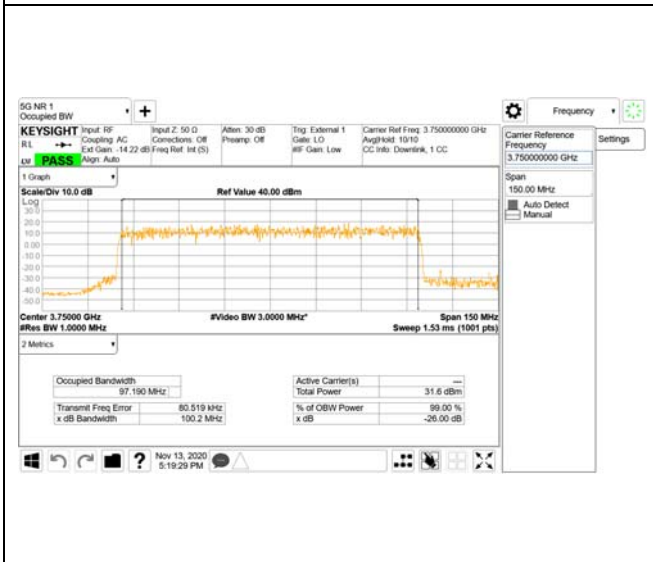 5G NR 1
Occupied BW
+
Frequency
KEYSIGHT
RL
LXI
PASS
Input: RF
Coupling: AC
Ext Gain: -14.22 dB
Align: Auto
Input Z: 50 Ω
Corrections: Off
Freq Ref: Int (S)
Atten: 30 dB
Preamp: Off
Trig: External 1
Gate: LO
#IF Gain: Low
Carrier Ref Freq: 3.750000000 GHz
Avg|Hold: 10/10
CC Info: Downlink, 1 CC
Carrier Reference
Frequency
3.750000000 GHz
Settings
Span
150.00 MHz
Auto Detect
Manual
1 Graph
Scale/Div 10.0 dB
Ref Value 40.00 dBm
Log
30.0
20.0
10.0
0.00
-10.0
-20.0
-30.0
-40.0
-50.0
Center 3.75000 GHz
#Video BW 3.0000 MHz*
Span 150 MHz
#Res BW 1.0000 MHz
Sweep 1.53 ms (1001 pts)
2 Metrics
Occupied Bandwidth
97.190 MHz
Transmit Freq Error 80.519 kHz
x dB Bandwidth 100.2 MHz
Active Carrier(s) ---
Total Power 31.6 dBm
% of OBW Power 99.00 %
x dB -26.00 dB
?
Nov 13, 2020
5:19:29 PM